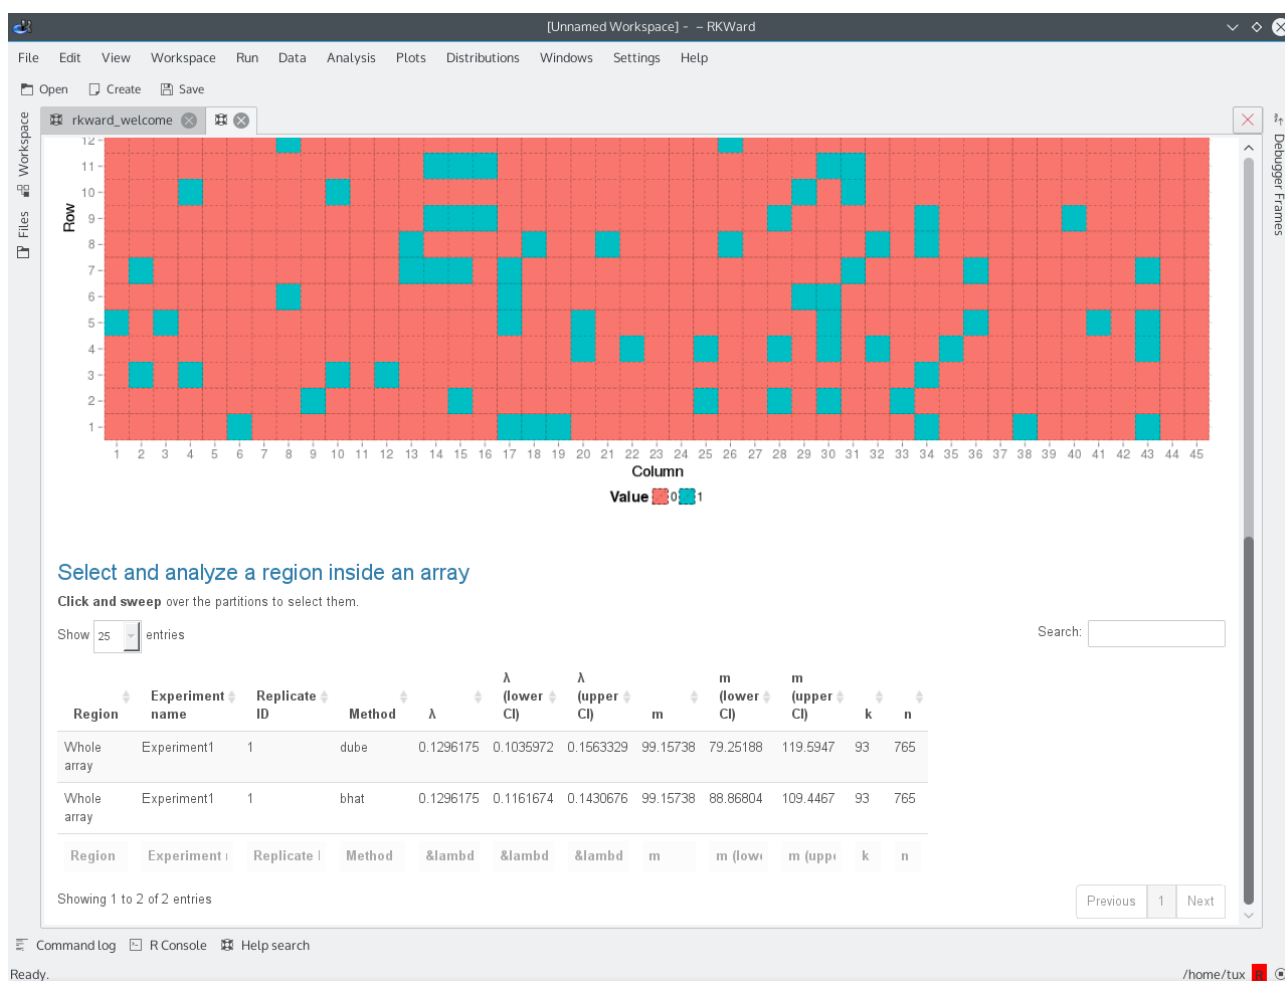 [Unnamed Workspace] - – RKWard
File Edit View Workspace Run Data Analysis Plots Distributions Windows Settings Help
Open Create Save
rkward_welcome
Workspace
Files
Debugger Frames
Row
12
11
10
9
8
7
6
5
4
3
2
1
1 2 3 4 5 6 7 8 9 10 11 12 13 14 15 16 17 18 19 20 21 22 23 24 25 26 27 28 29 30 31 32 33 34 35 36 37 38 39 40 41 42 43 44 45
Column
Value 0 1
Select and analyze a region inside an array
Click and sweep over the partitions to select them.
Show 25 entries
Search:
Region Experiment name Replicate ID Method λ λ (lower CI) λ (upper CI) m m (lower CI) m (upper CI) k n
Whole array Experiment1 1 dube 0.1296175 0.1035972 0.1563329 99.15738 79.25188 119.5947 93 765
Whole array Experiment1 1 bhat 0.1296175 0.1161674 0.1430676 99.15738 88.86804 109.4467 93 765
Region Experiment Replicate Method &lambd &lambd &lambd m m (low m (upp k n
Showing 1 to 2 of 2 entries
Previous 1 Next
Command log R Console Help search
Ready.
/home/tux R